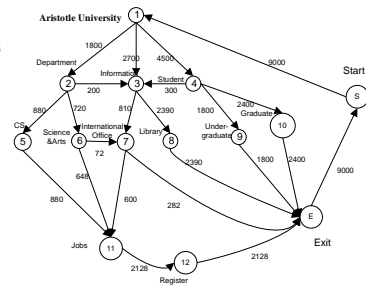 Aristotle University
1
1800
2700
4500
9000
Department
Informatic
Student
Start
2
200
3
300
4
S
2400
Graduate
880
720
810
2390
1800
CS
Science
&Arts
International
Office
Library
Under-
graduate
10
5
6
72
7
8
9
648
2390
1800
2400
9000
880
600
282
E
Exit
Jobs
11
2128
12
2128
Register